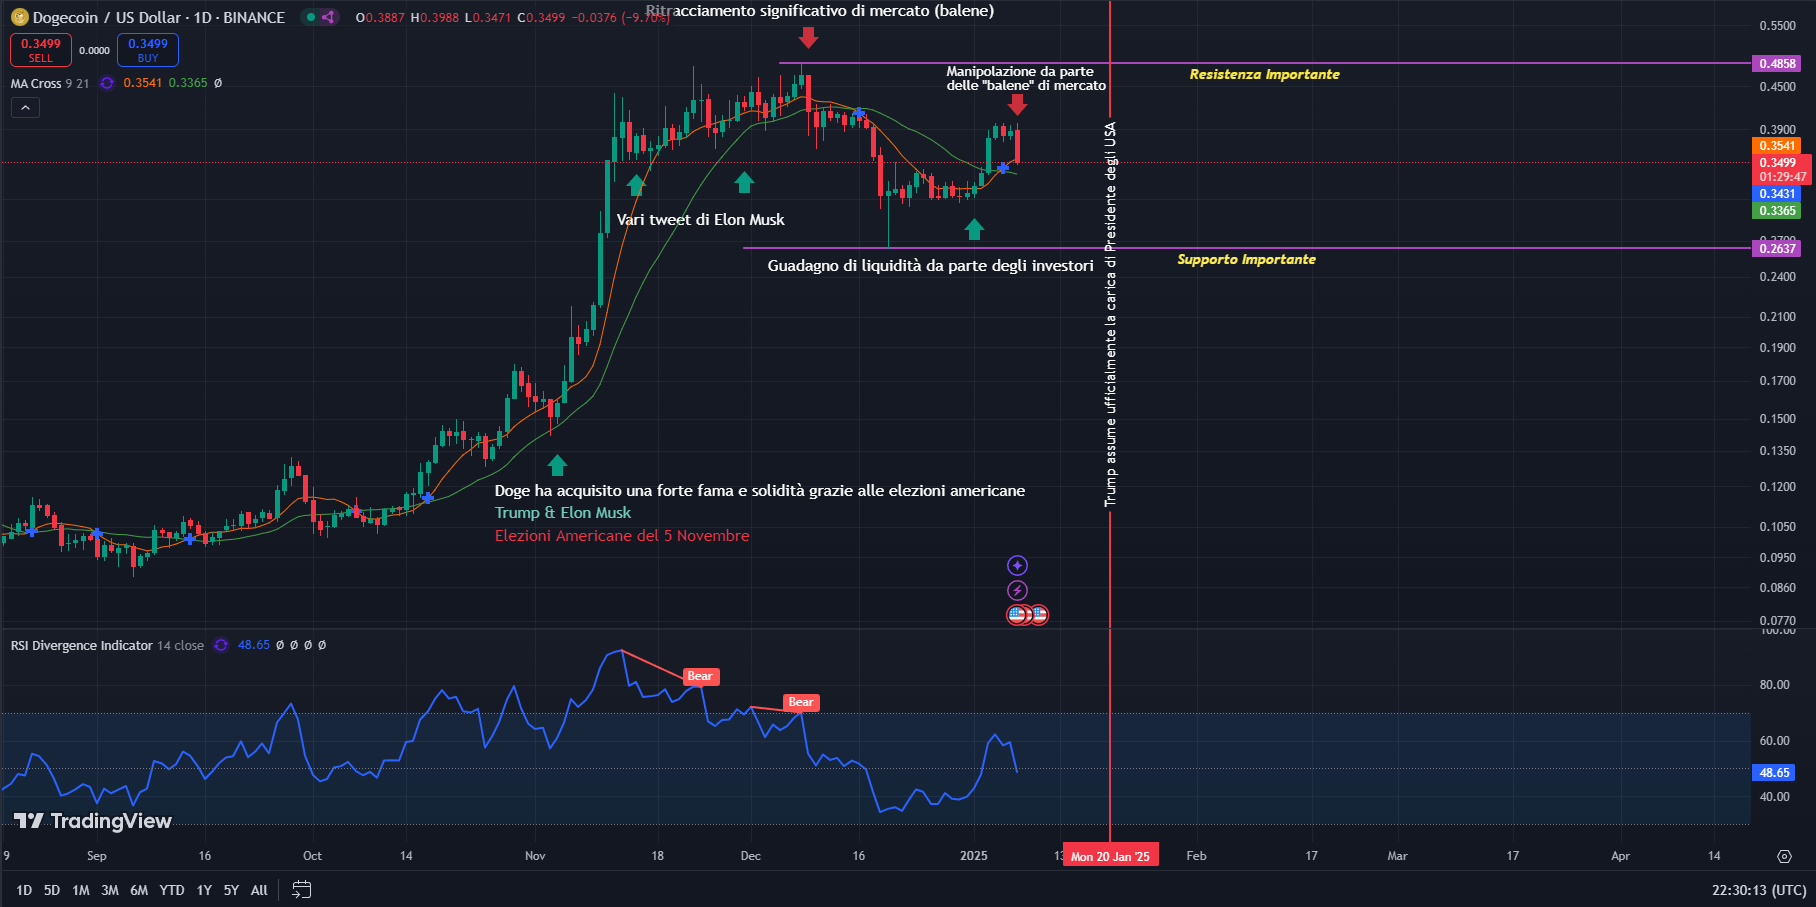 Dogecoin / US Dollar · 1D · BINANCE O0.3887 H0.3988 L0.3471 C0.3499 -0.0376 (-9.70%)
Ritracciamento significativo di mercato (balene)
0.3499 SELL 0.0000 0.3499 BUY
MA Cross 9 21 0.3541 0.3365 Ø
Manipolazione da parte
delle "balene" di mercato
Resistenza Importante
Vari tweet di Elon Musk
Guadagno di liquidità da parte degli investori
Supporto Importante
Trump assume ufficialmente la carica di Presidente degli USA
Doge ha acquisito una forte fama e solidità grazie alle elezioni americane
Trump & Elon Musk
Elezioni Americane del 5 Novembre
0.5500
0.4858
0.4500
0.3900
0.3541
0.3499
01:29:47
0.3431
0.3365
0.2700
0.2637
0.2400
0.2100
0.1900
0.1700
0.1500
0.1350
0.1200
0.1050
0.0950
0.0860
0.0770
RSI Divergence Indicator 14 close 48.65 Ø Ø Ø Ø
Bear
Bear
100.00
80.00
60.00
48.65
40.00
TradingView
9 Sep 16 Oct 14 Nov 18 Dec 16 2025 13 Mon 20 Jan '25 Feb 17 Mar 17 Apr 14
1D 5D 1M 3M 6M YTD 1Y 5Y All
22:30:13 (UTC)